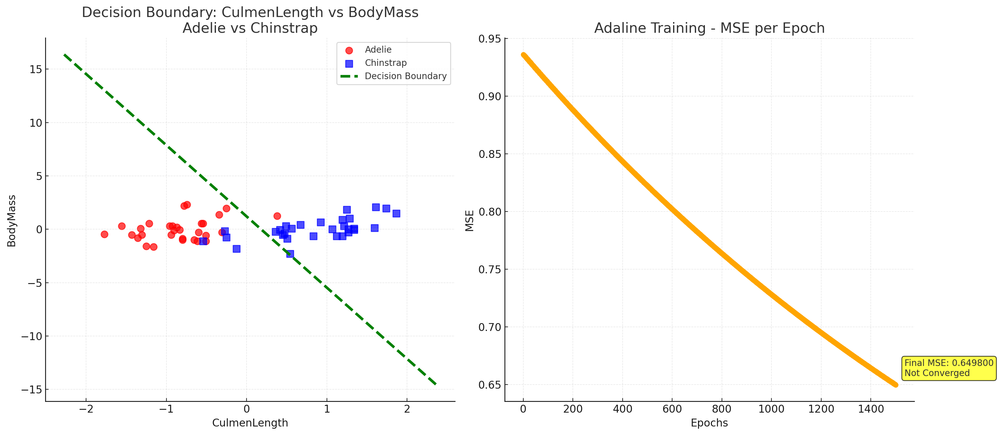 Decision Boundary: CulmenLength vs BodyMass
Adelie vs Chinstrap
Adelie
Chinstrap
Decision Boundary
15
10
5
0
−5
−10
−15
BodyMass
−2
−1
0
1
2
CulmenLength
Adaline Training - MSE per Epoch
0.95
0.90
0.85
0.80
0.75
0.70
0.65
MSE
Final MSE: 0.649800
Not Converged
0
200
400
600
800
1000
1200
1400
Epochs